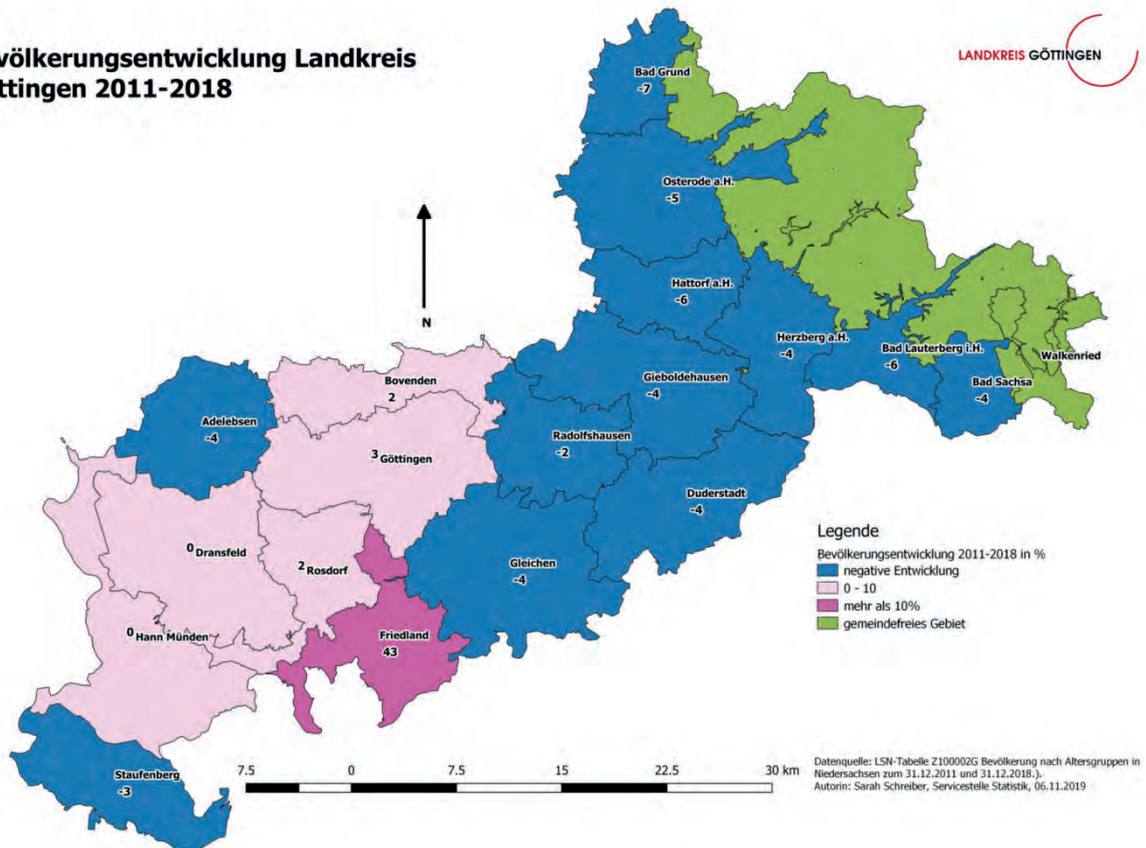 völkerungsentwicklung Landkreis
ttingen 2011-2018
LANDKREIS GÖTTINGEN
Bad Grund
-7
Osterode a.H.
-5
N
Hattorf a.H.
-6
Herzberg a.H.
-4
Bad Lauterberg i.H.
-6
Walkenried
Bad Sachsa
-4
Bovenden
2
Gieboldehausen
-4
Adelebsen
-4
Radolfshausen
-2
3 Göttingen
Duderstadt
-4
0 Dransfeld
2 Rosdorf
Gleichen
-4
0 Hann Münden
Friedland
43
Staufenberg
-3
Legende
Bevölkerungsentwicklung 2011-2018 in %
negative Entwicklung
0 - 10
mehr als 10%
gemeindefreies Gebiet
7.5 0 7.5 15 22.5 30 km
Datenquelle: LSN-Tabelle Z100002G Bevölkerung nach Altersgruppen in
Niedersachsen zum 31.12.2011 und 31.12.2018.).
Autorin: Sarah Schreiber, Servicestelle Statistik, 06.11.2019